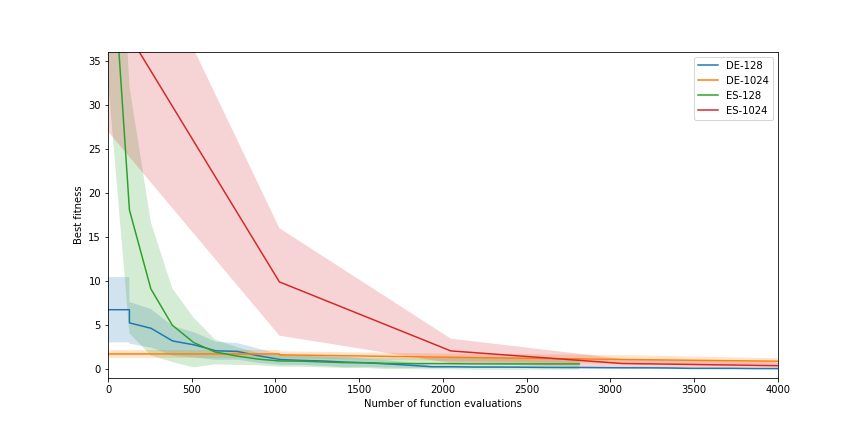 35
30
25
20
15
10
5
0
Best fitness
0 500 1000 1500 2000 2500 3000 3500 4000
Number of function evaluations
DE-128
DE-1024
ES-128
ES-1024